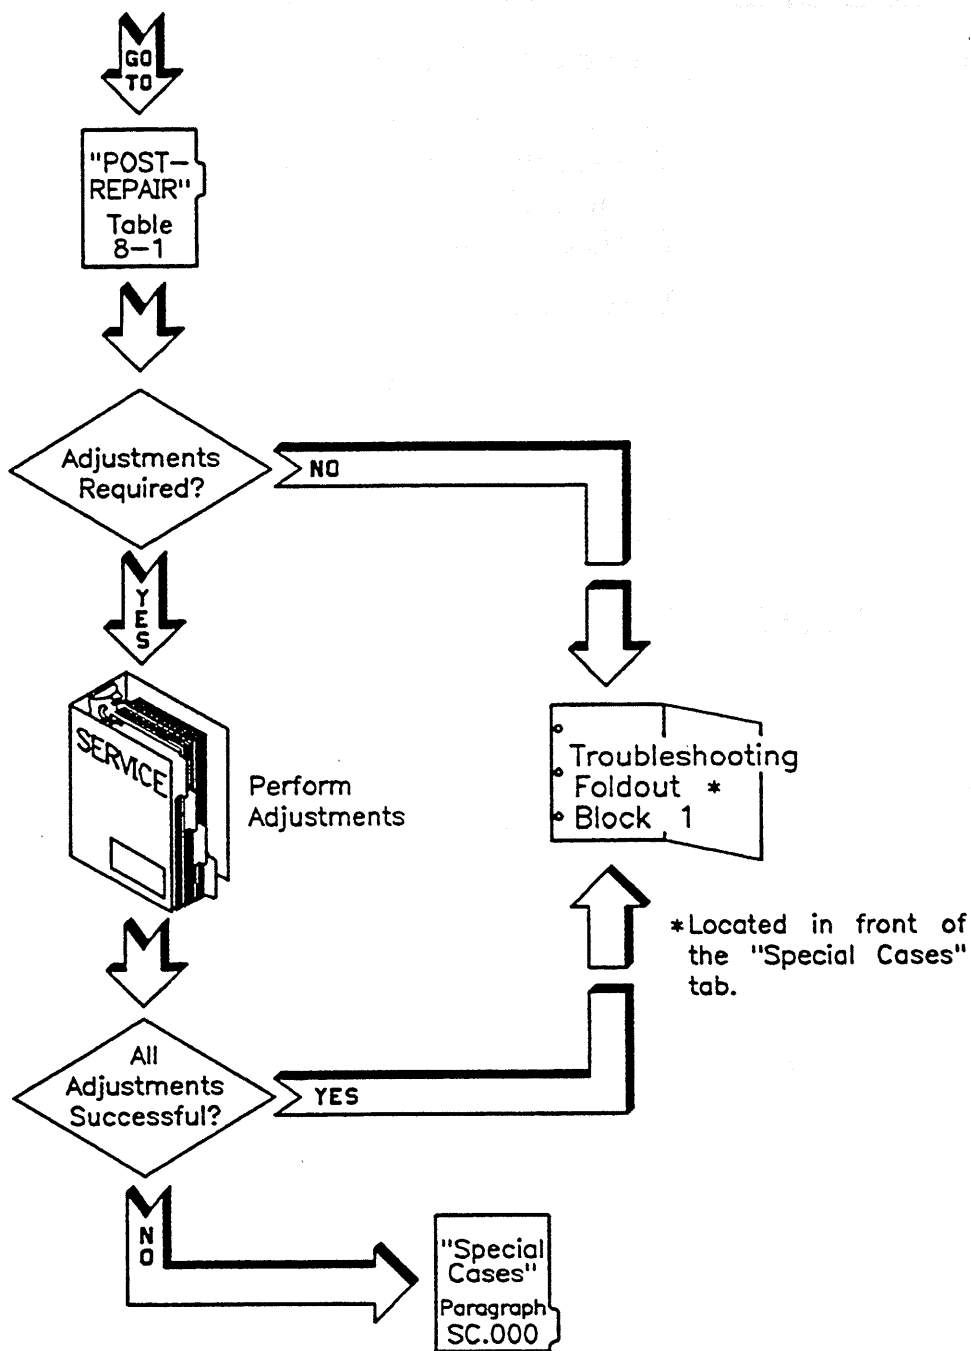 GO
TO
"POST-
REPAIR"
Table
8-1
Adjustments
Required?
NO
YES
SERVICE
Perform
Adjustments
Troubleshooting
Foldout *
Block 1
*Located in front of
the "Special Cases"
tab.
All
Adjustments
Successful?
YES
NO
"Special
Cases"
Paragraph
SC.000